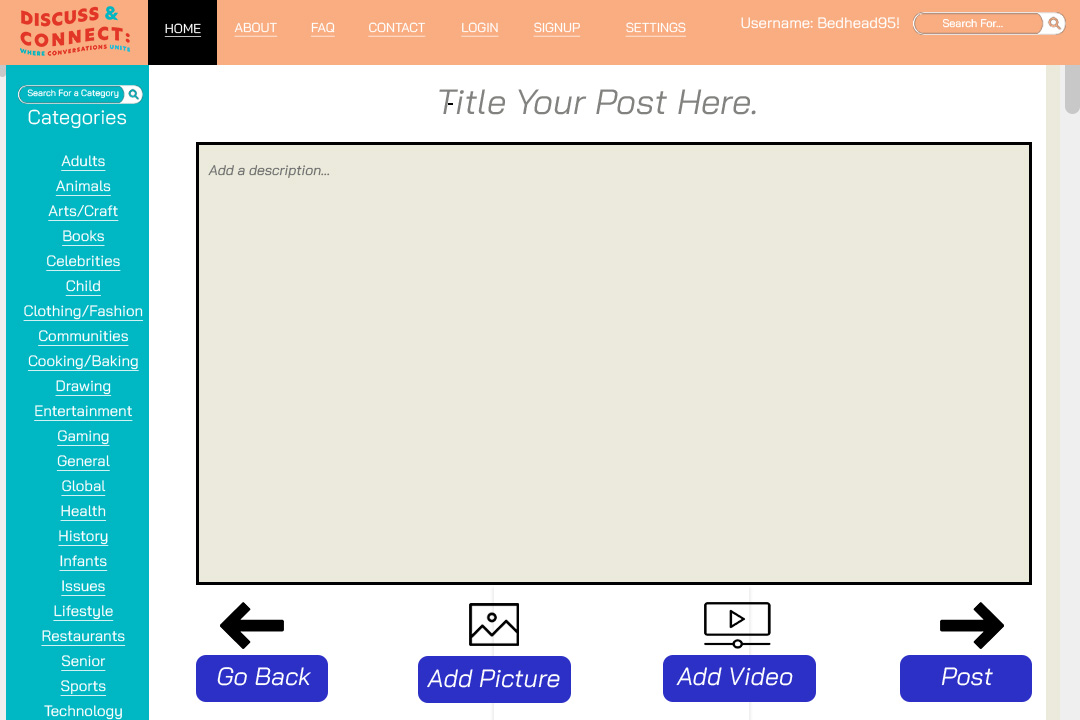 DISCUSS &
CONNECT:
WHERE CONVERSATIONS UNITE
HOME
ABOUT
FAQ
CONTACT
LOGIN
SIGNUP
SETTINGS
Username: Bedhead95!
Search For...
Search For a Category
Categories
Adults
Animals
Arts/Craft
Books
Celebrities
Child
Clothing/Fashion
Communities
Cooking/Baking
Drawing
Entertainment
Gaming
General
Global
Health
History
Infants
Issues
Lifestyle
Restaurants
Senior
Sports
Technology
Title Your Post Here.
Add a description...
Go Back
Add Picture
Add Video
Post